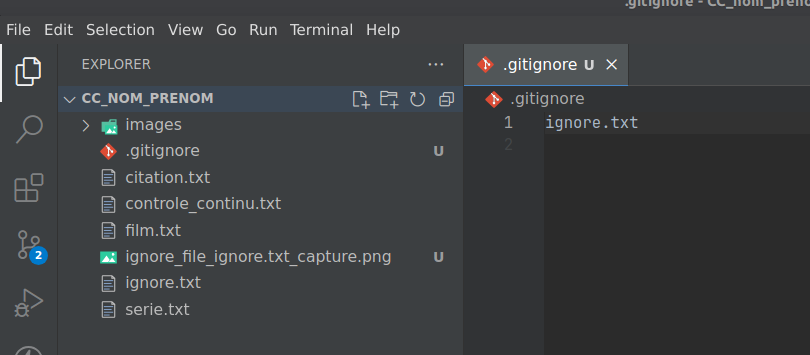 .gitignore - CC_nom_prenom
File Edit Selection View Go Run Terminal Help
EXPLORER ...
.gitignore U
CC_NOM_PRENOM
.gitignore
images
.gitignore U
citation.txt
controle_continu.txt
film.txt
ignore_file_ignore.txt_capture.png U
ignore.txt
serie.txt
2
1 ignore.txt
2